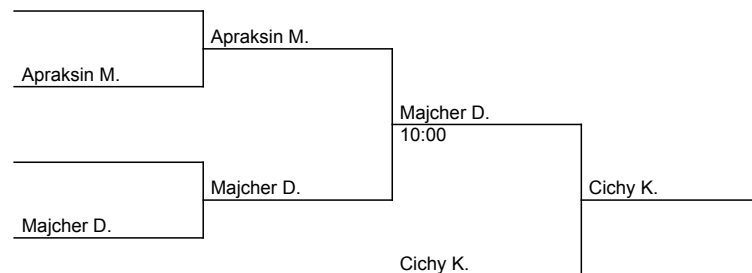 Apraksin M.
Apraksin M.
Majcher D.
10:00
Majcher D.
Cichy K.
Majcher D.
Cichy K.